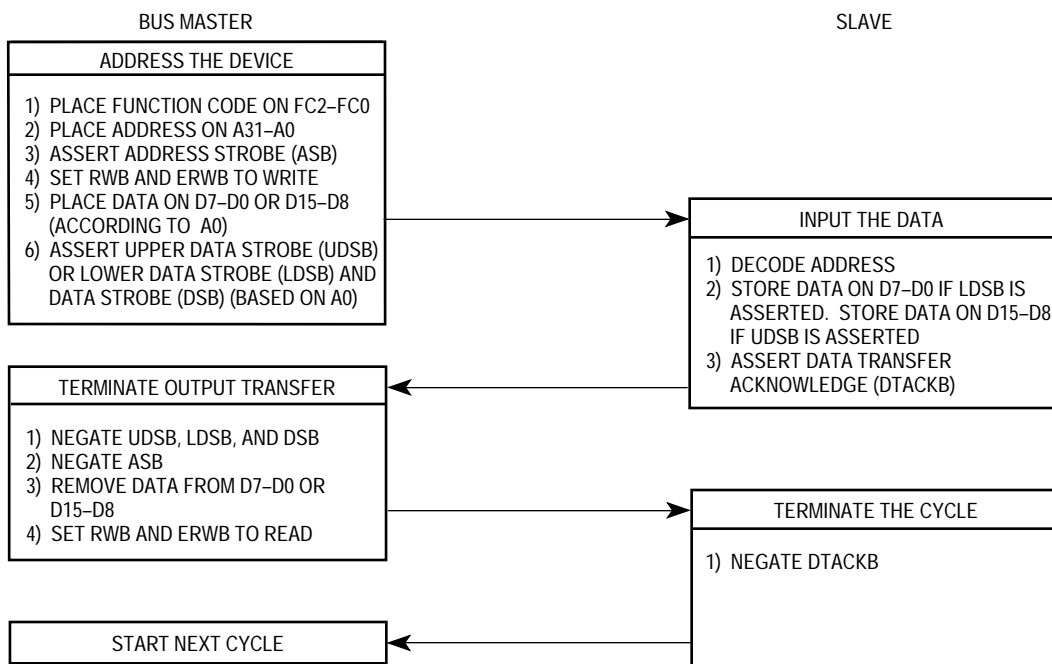 BUS MASTER
SLAVE
ADDRESS THE DEVICE
1) PLACE FUNCTION CODE ON FC2–FC0
2) PLACE ADDRESS ON A31–A0
3) ASSERT ADDRESS STROBE (ASB)
4) SET RWB AND ERWB TO WRITE
5) PLACE DATA ON D7–D0 OR D15–D8
(ACCORDING TO A0)
6) ASSERT UPPER DATA STROBE (UDSB)
OR LOWER DATA STROBE (LDSB) AND
DATA STROBE (DSB) (BASED ON A0)
INPUT THE DATA
1) DECODE ADDRESS
2) STORE DATA ON D7–D0 IF LDSB IS
ASSERTED. STORE DATA ON D15–D8
IF UDSB IS ASSERTED
3) ASSERT DATA TRANSFER
ACKNOWLEDGE (DTACKB)
TERMINATE OUTPUT TRANSFER
1) NEGATE UDSB, LDSB, AND DSB
2) NEGATE ASB
3) REMOVE DATA FROM D7–D0 OR
D15–D8
4) SET RWB AND ERWB TO READ
TERMINATE THE CYCLE
1) NEGATE DTACKB
START NEXT CYCLE